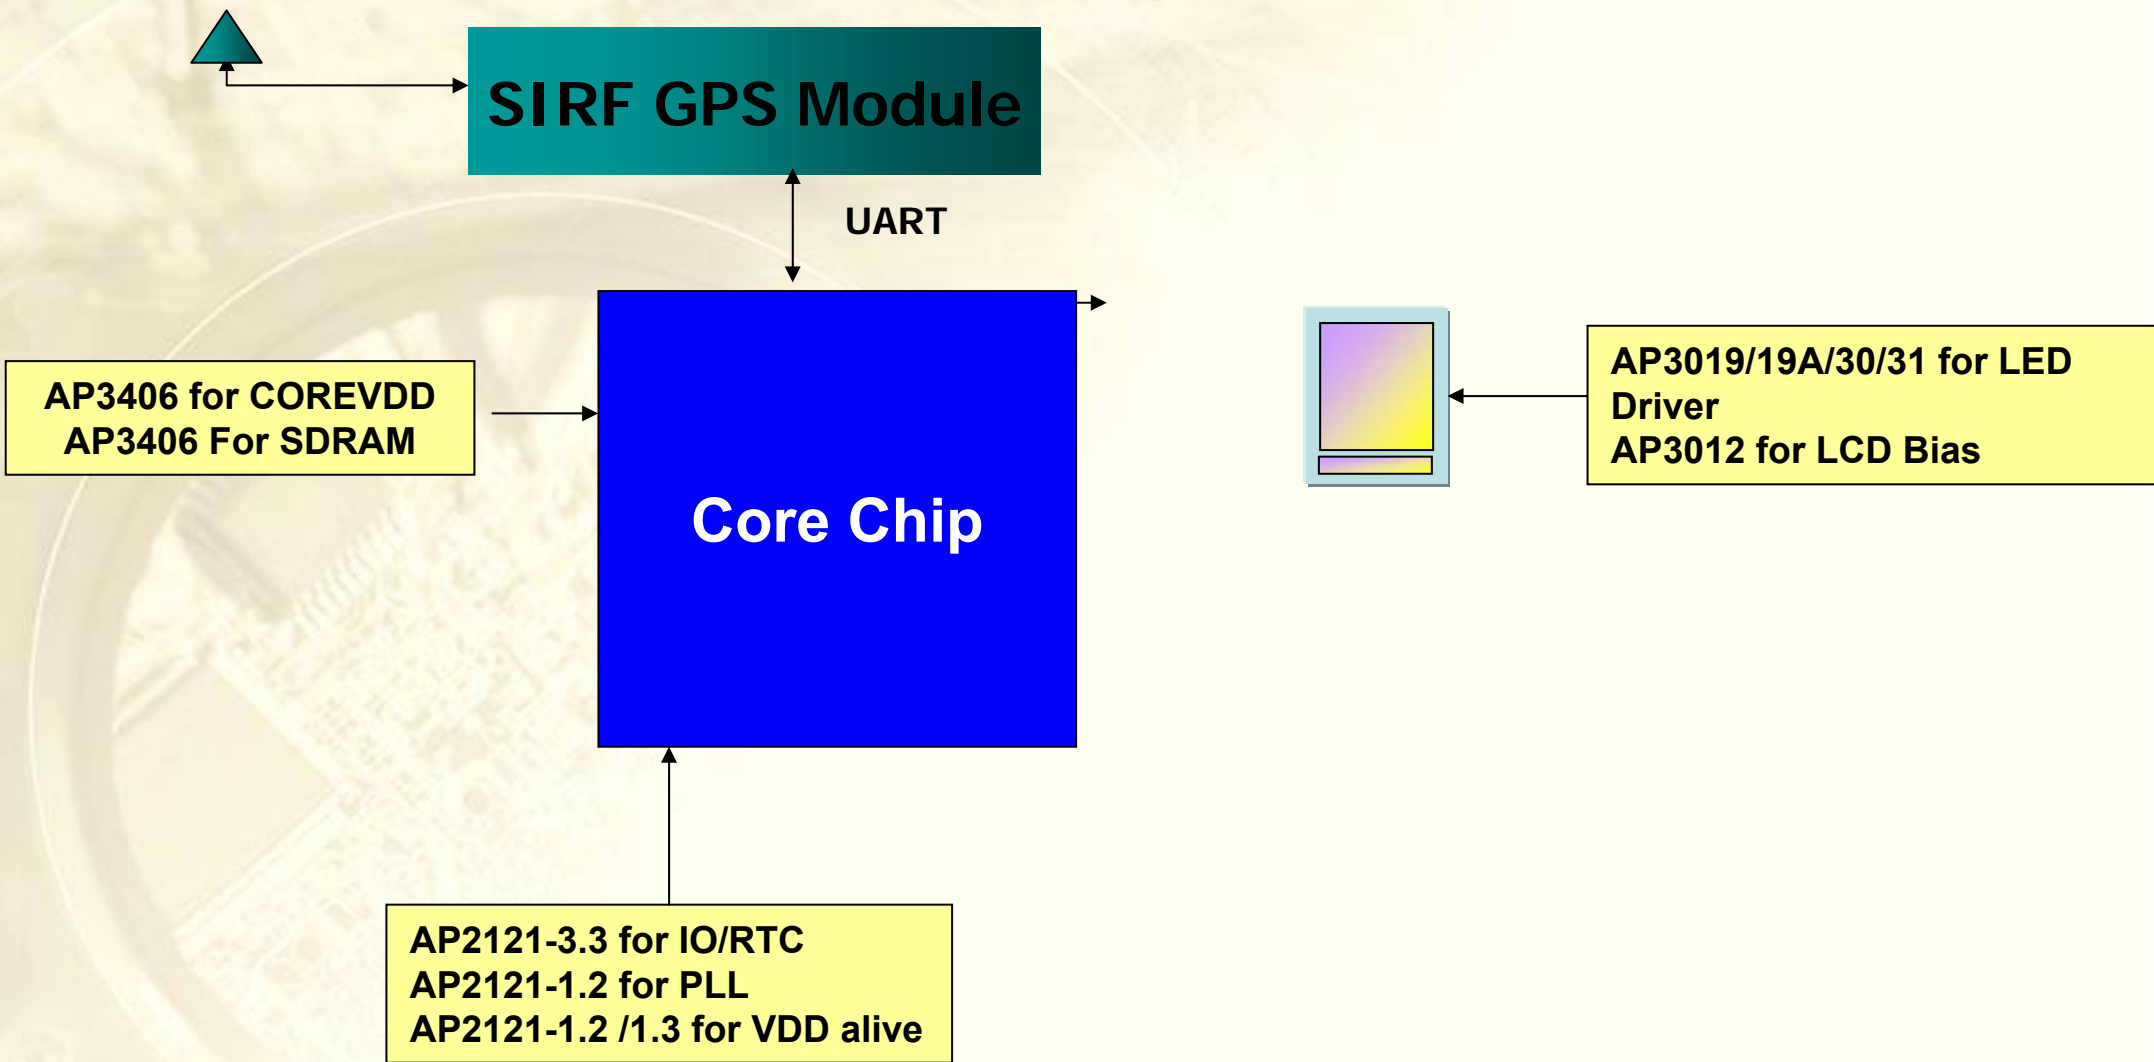 SIRF GPS Module
UART
AP3406 for COREVDD
AP3406 For SDRAM
Core Chip
AP3019/19A/30/31 for LED
Driver
AP3012 for LCD Bias
AP2121-3.3 for IO/RTC
AP2121-1.2 for PLL
AP2121-1.2 /1.3 for VDD alive